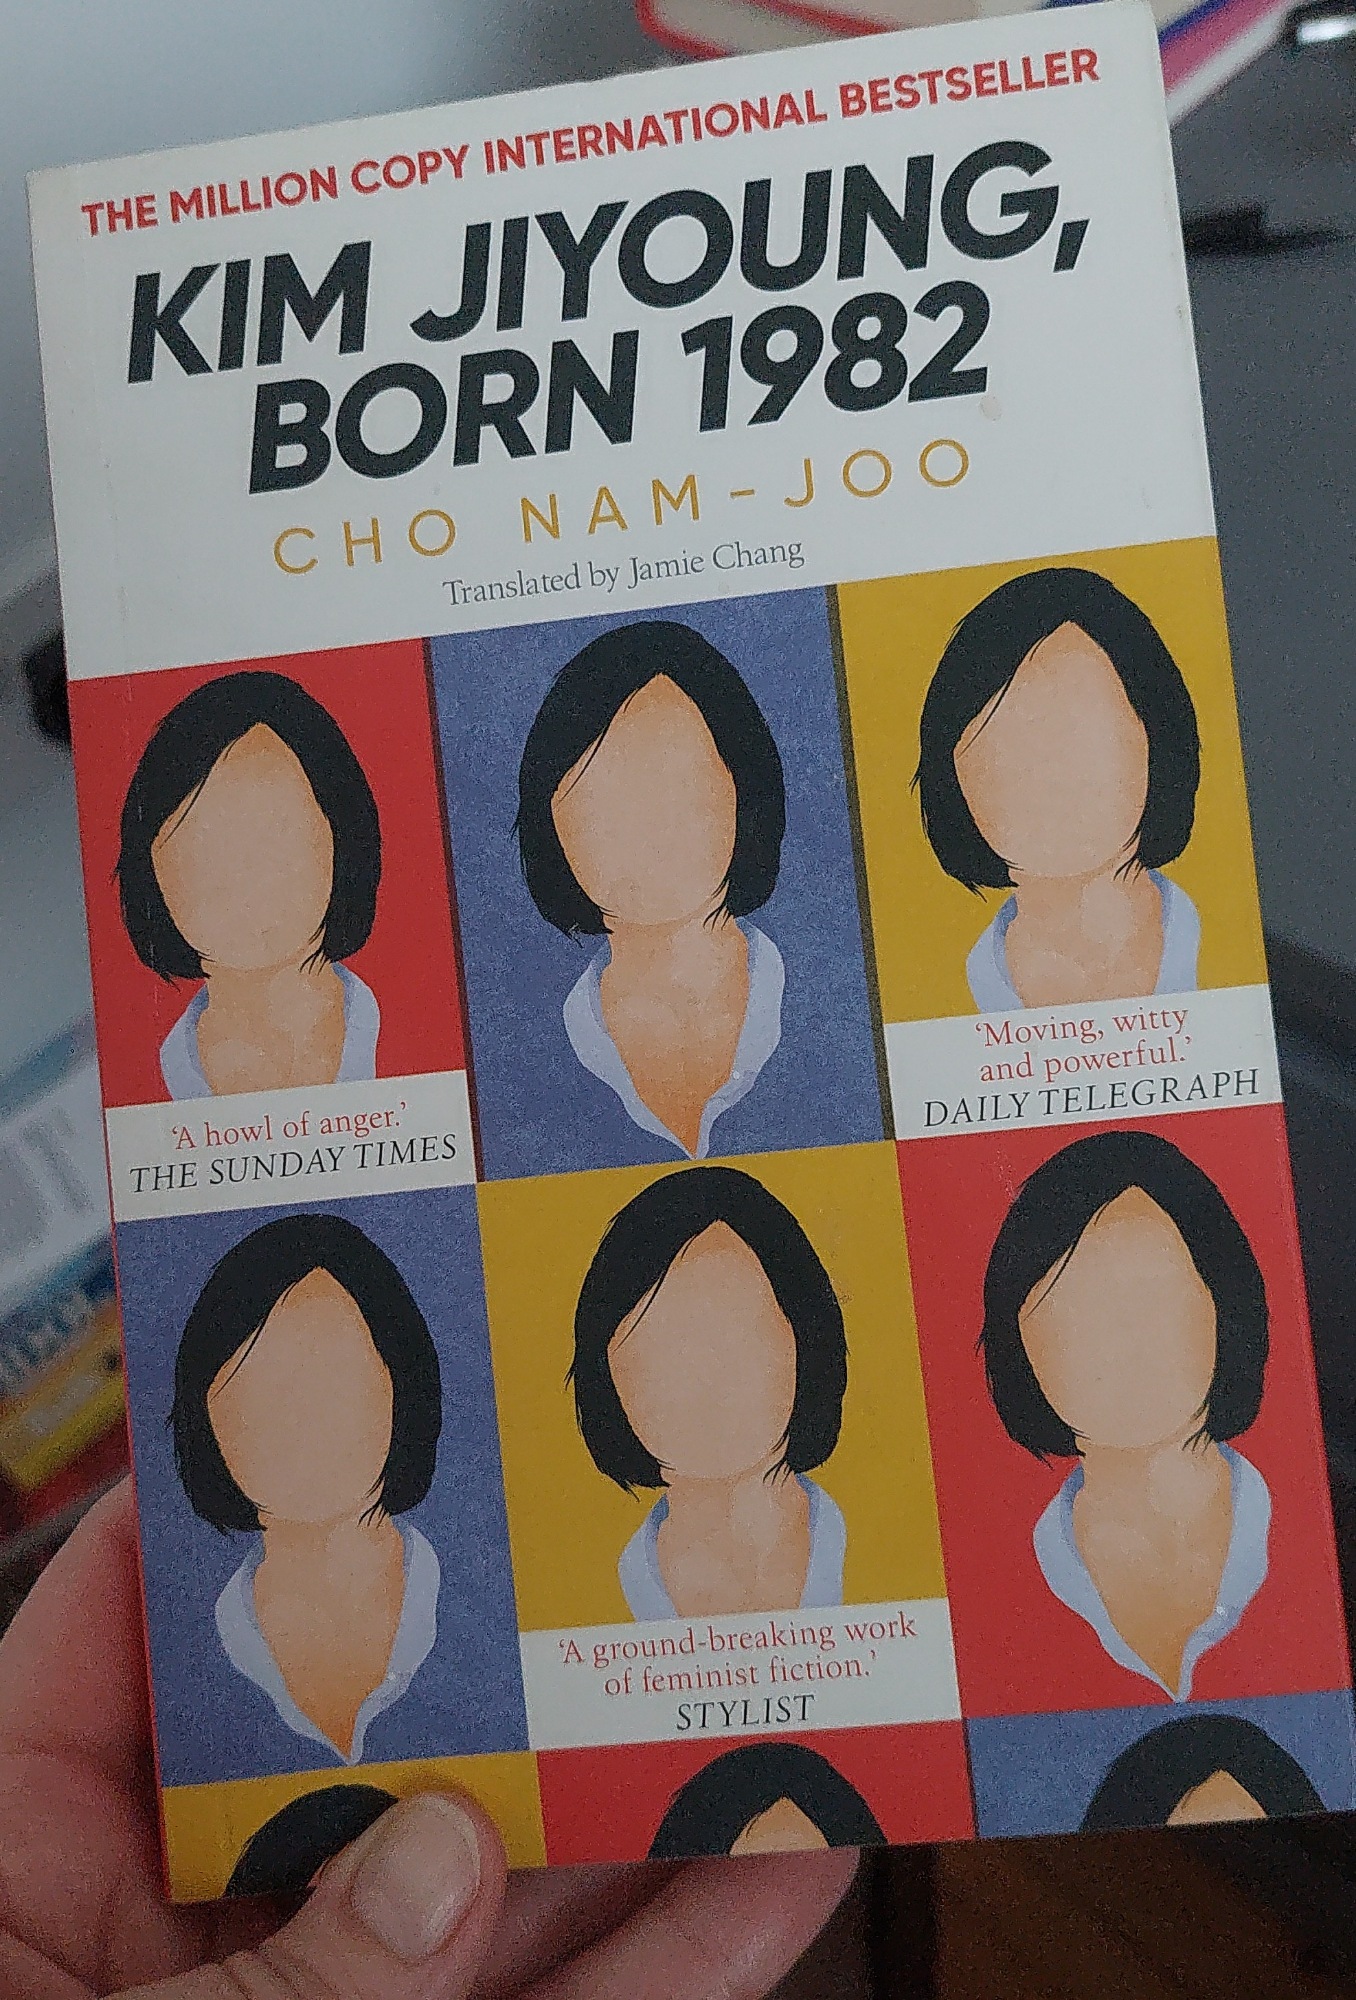 THE MILLION COPY INTERNATIONAL BESTSELLER
KIM JIYOUNG,
BORN 1982
CHO NAM-JOO
Translated by Jamie Chang
'A howl of anger.'
THE SUNDAY TIMES
'Moving, witty
and powerful.'
DAILY TELEGRAPH
'A ground-breaking work
of feminist fiction.'
STYLIST